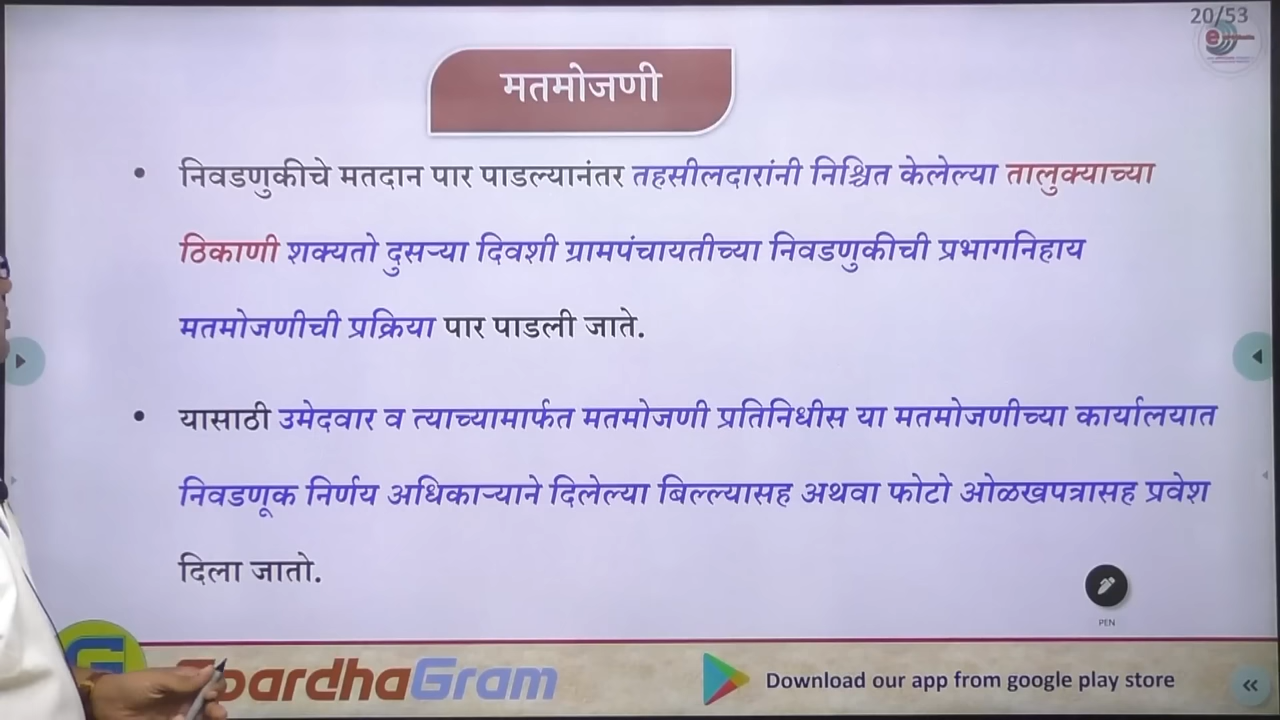 20/53
मतमोजणी
• निवडणुकीचे मतदान पार पाडल्यानंतर तहसीलदारांनी निश्चित केलेल्या तालुक्याच्या
ठिकाणी शक्यतो दुसऱ्या दिवशी ग्रामपंचायतीच्या निवडणुकीची प्रभागनिहाय
मतमोजणीची प्रक्रिया पार पाडली जाते.
• यासाठी उमेदवार व त्याच्यामार्फत मतमोजणी प्रतिनिधीस या मतमोजणीच्या कार्यालयात
निवडणूक निर्णय अधिकाऱ्याने दिलेल्या बिल्ल्यासह अथवा फोटो ओळखपत्रासह प्रवेश
दिला जातो.
PEN
SpardhaGram
Download our app from google play store